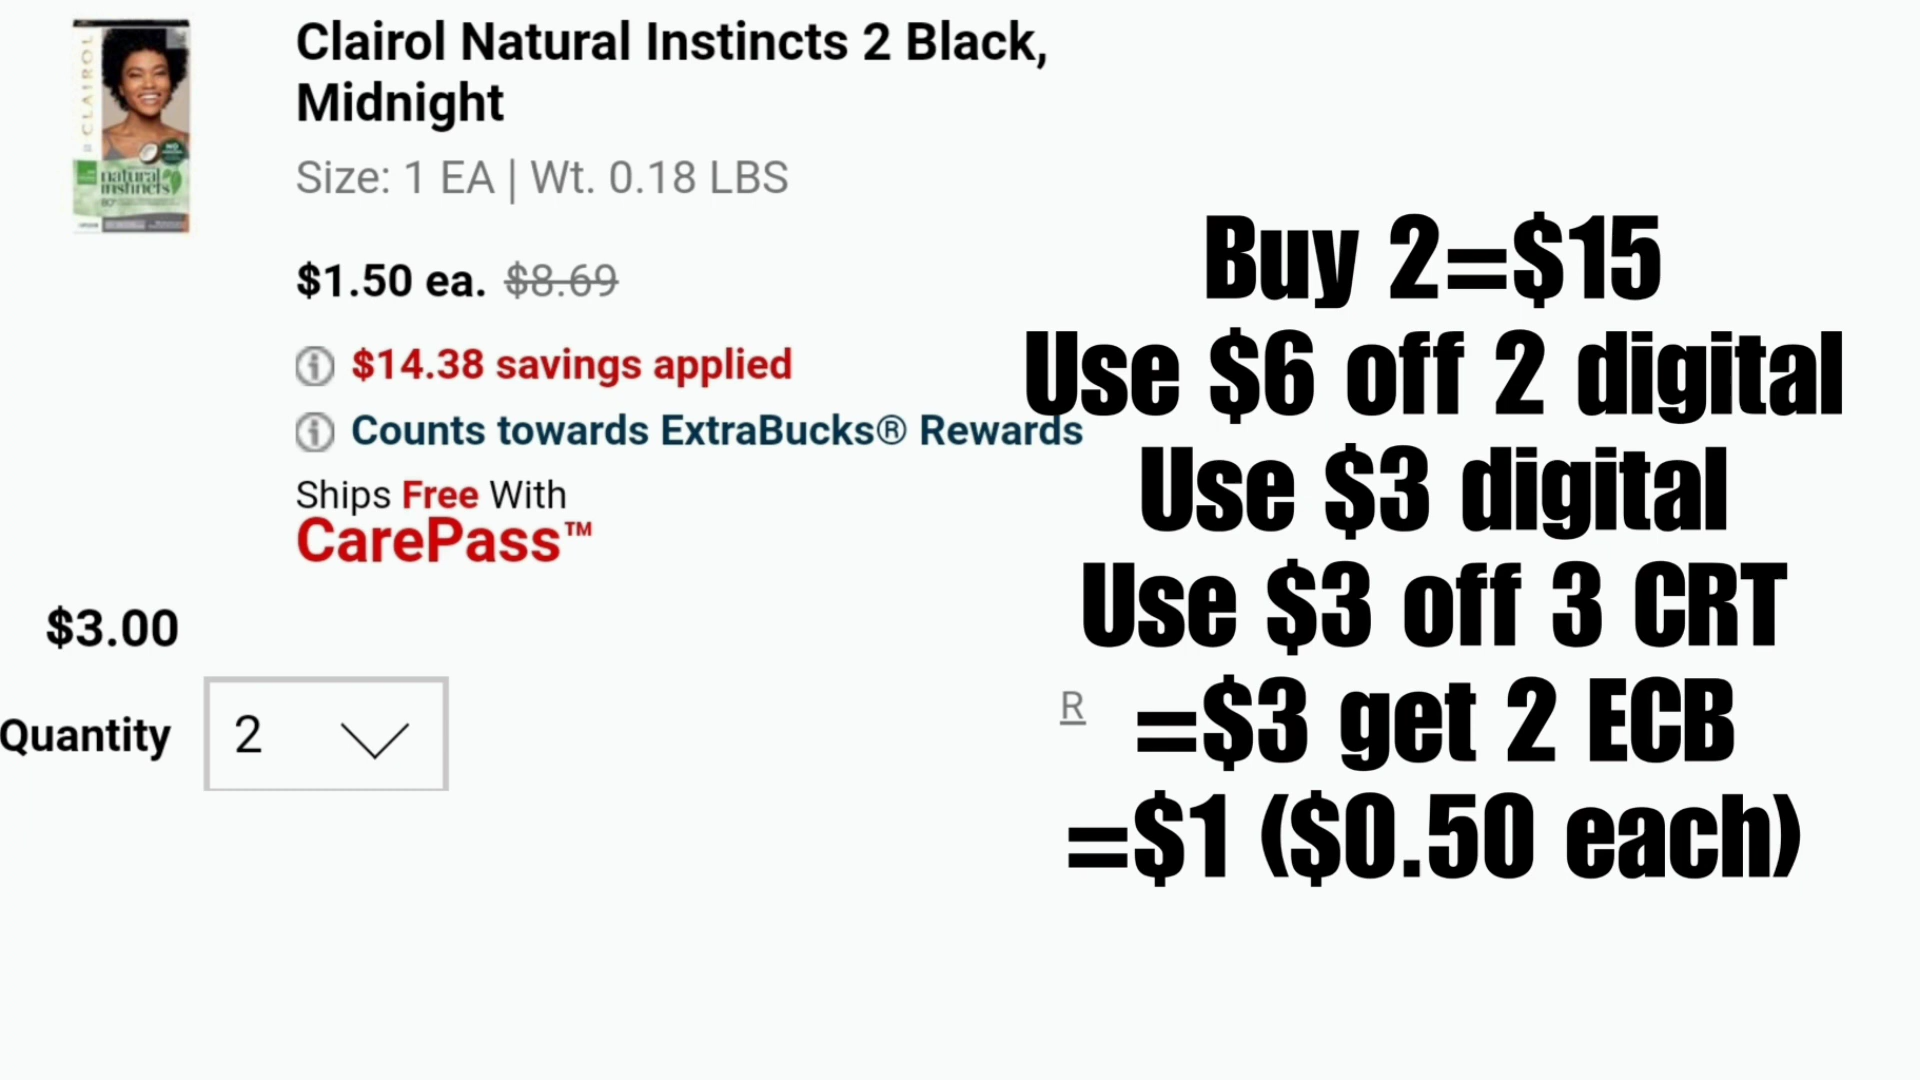 CLAIROL
natural
instincts
Clairol Natural Instincts 2 Black,
Midnight
Size: 1 EA | Wt. 0.18 LBS
$1.50 ea. $8.69
$14.38 savings applied
Counts towards ExtraBucks® Rewards
Ships Free With
CarePass™
$3.00
Quantity 2
R
Buy 2=$15
Use $6 off 2 digital
Use $3 digital
Use $3 off 3 CRT
=$3 get 2 ECB
=$1 ($0.50 each)